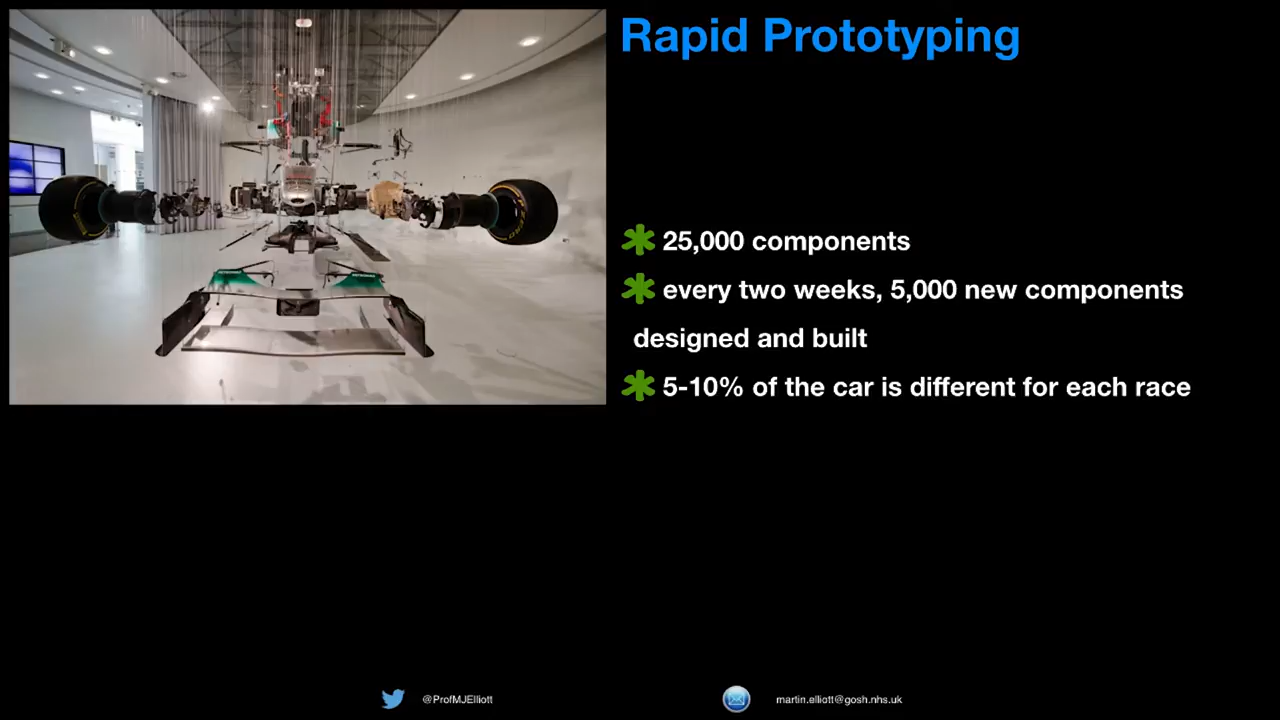 Rapid Prototyping
25,000 components
every two weeks, 5,000 new components
designed and built
5-10% of the car is different for each race
@ProfMJElliott
martin.elliott@gosh.nhs.uk